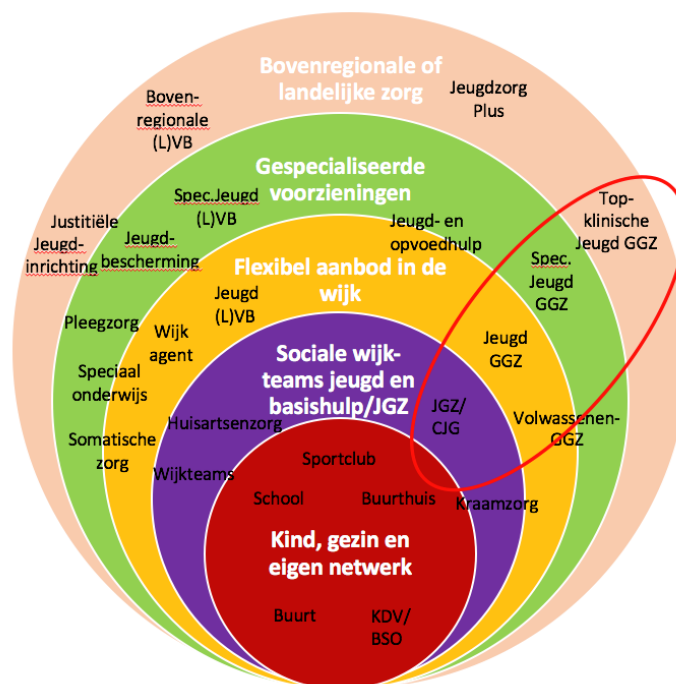 Bovenregionale of
landelijke zorg
Jeugdzorg
Plus
Boven-
regionale
(L)VB
Gespecialiseerde
voorzieningen
Spec.Jeugd
(L)VB
Top-
klinische
Jeugd GGZ
Justitiële
Jeugd-
inrichting
Jeugd-
bescherming
Jeugd- en
opvoedhulp
Spec.
Jeugd
GGZ
Flexibel aanbod in de
wijk
Jeugd
(L)VB
Pleegzorg
Wijk
agent
Jeugd
GGZ
Sociale wijk-
teams jeugd en
basishulp/JGZ
Speciaal
onderwijs
JGZ/
CJG
Huisartsenzorg
Volwassenen-
GGZ
Somatische
zorg
Wijkteams
Sportclub
School
Buurthuis
Kraamzorg
Kind, gezin en
eigen netwerk
Buurt
KDV/
BSO